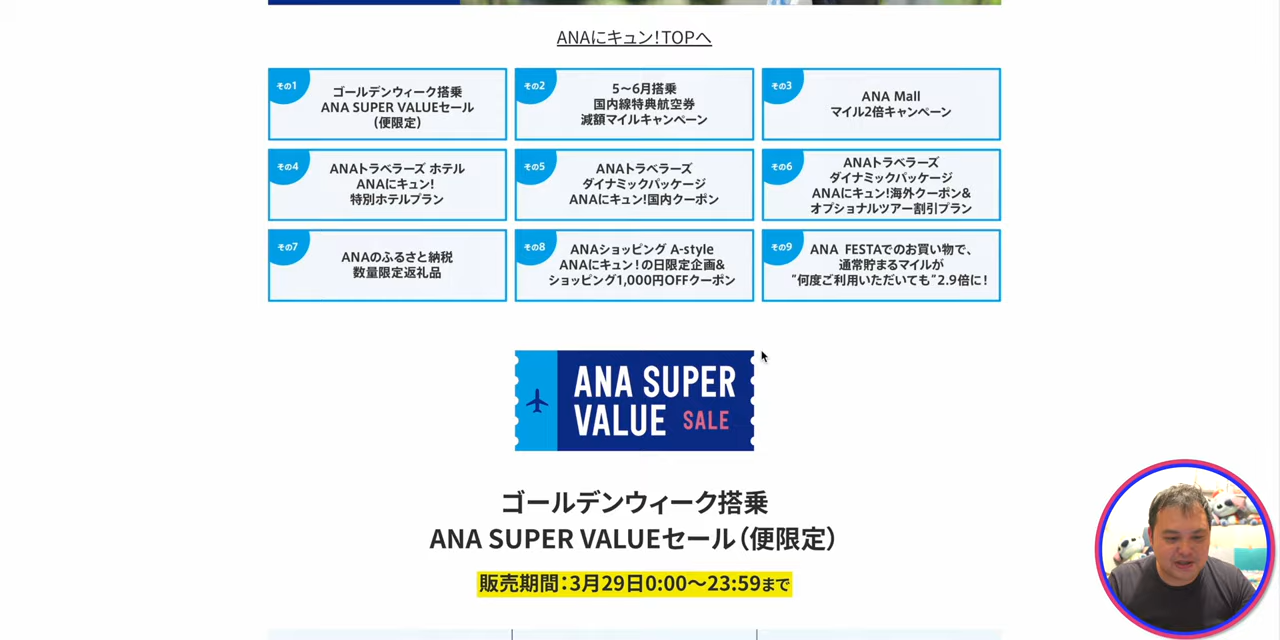 ANAにキュン!TOPへ
その1
ゴールデンウィーク搭乗
ANA SUPER VALUEセール
(便限定)
その2
5～6月搭乗
国内線特典航空券
減額マイルキャンペーン
その3
ANA Mall
マイル2倍キャンペーン
その4
ANAトラベラーズ ホテル
ANAにキュン!
特別ホテルプラン
その5
ANAトラベラーズ
ダイナミックパッケージ
ANAにキュン!国内クーポン
その6
ANAトラベラーズ
ダイナミックパッケージ
ANAにキュン!海外クーポン&
オプショナルツアー割引プラン
その7
ANAのふるさと納税
数量限定返礼品
その8
ANAショッピング A-style
ANAにキュン!の日限定企画&
ショッピング1,000円OFFクーポン
その9
ANA FESTAでのお買い物で、
通常貯まるマイルが
"何度ご利用いただいても"2.9倍に!
ANA SUPER
VALUE SALE
ゴールデンウィーク搭乗
ANA SUPER VALUEセール(便限定)
販売期間:3月29日0:00～23:59まで